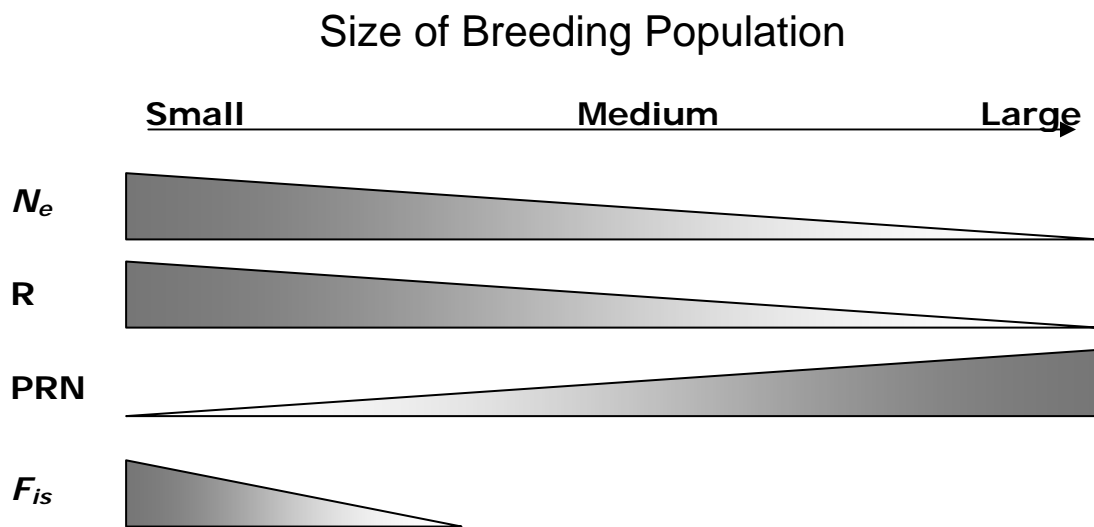 Size of Breeding Population
Small Medium Large
Ne
R
PRN
Fis